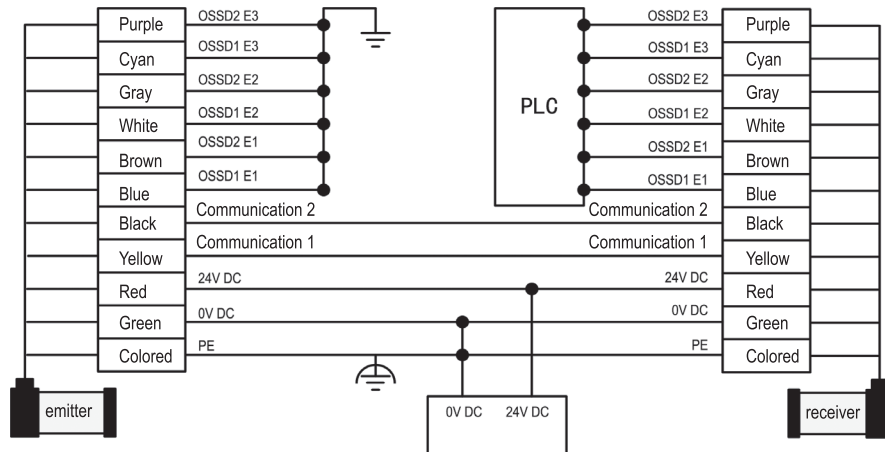 Purple OSSD2 E3 OSSD2 E3 Purple
Cyan OSSD1 E3 OSSD1 E3 Cyan
Gray OSSD2 E2 OSSD2 E2 Gray
PLC
White OSSD1 E2 OSSD1 E2 White
Brown OSSD2 E1 OSSD2 E1 Brown
Blue OSSD1 E1 OSSD1 E1 Blue
Black Communication 2 Communication 2 Black
Yellow Communication 1 Communication 1 Yellow
Red 24V DC 24V DC Red
Green 0V DC 0V DC Green
Colored PE PE Colored
emitter 0V DC 24V DC receiver